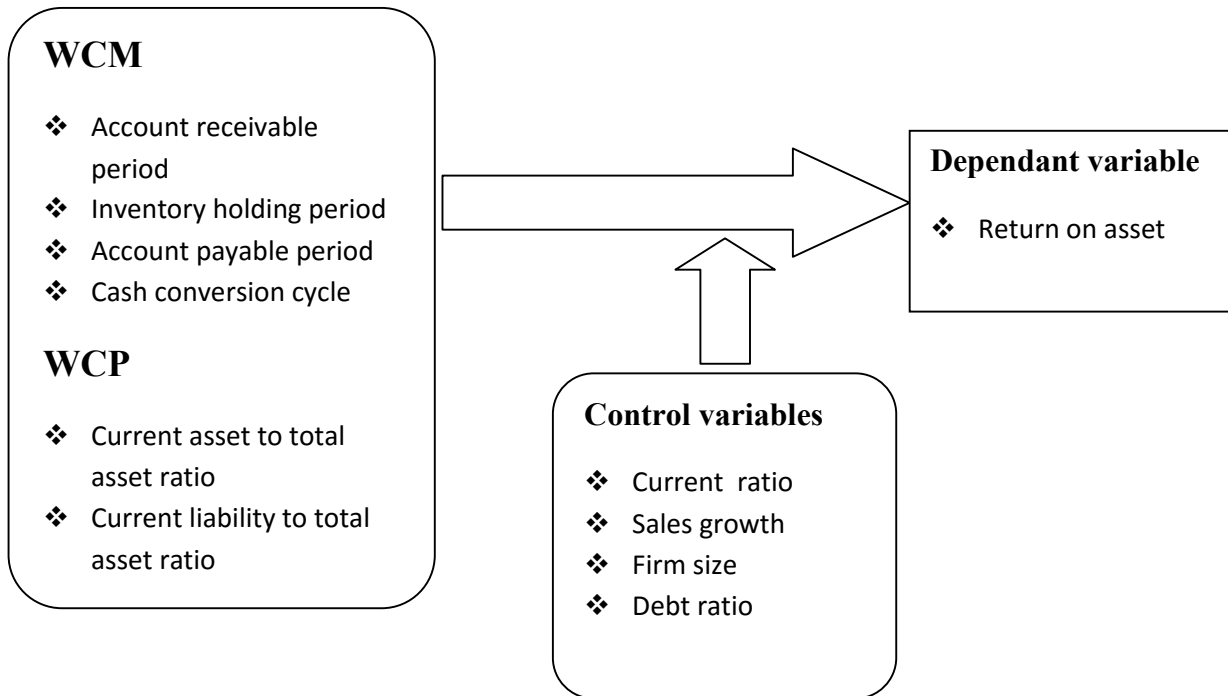 WCM
❖ Account receivable
period
❖ Inventory holding period
❖ Account payable period
❖ Cash conversion cycle
WCP
❖ Current asset to total
asset ratio
❖ Current liability to total
asset ratio
Dependant variable
❖ Return on asset
Control variables
❖ Current ratio
❖ Sales growth
❖ Firm size
❖ Debt ratio